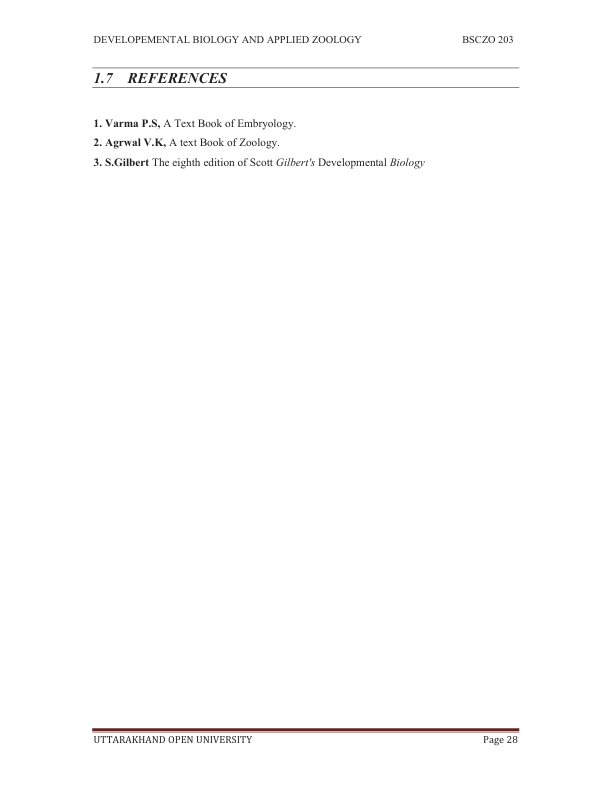 DEVELOPEMENTAL BIOLOGY AND APPLIED ZOOLOGY BSCZO 203
1.7 REFERENCES
1. Varma P.S, A Text Book of Embryology.
2. Agrwal V.K, A text Book of Zoology.
3. S.Gilbert The eighth edition of Scott Gilbert's Developmental Biology
UTTARAKHAND OPEN UNIVERSITY Page 28